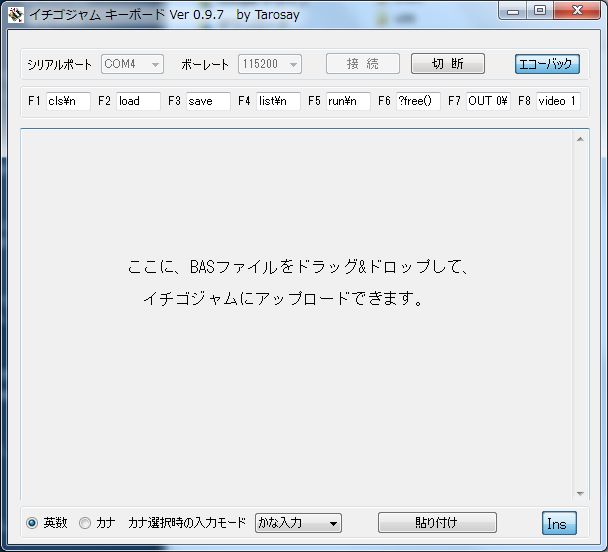 イチゴジャム キーボード Ver 0.9.7 by Tarosay
シリアルポート COM4 ボーレート 115200 接 続 切 断 エコーバック
F1 cls¥n F2 load F3 save F4 list¥n F5 run¥n F6 ?free() F7 OUT 0¥ F8 video 1
ここに、BASファイルをドラッグ&ドロップして、
イチゴジャムにアップロードできます。
英数 カナ カナ選択時の入力モード かな入力 貼り付け Ins